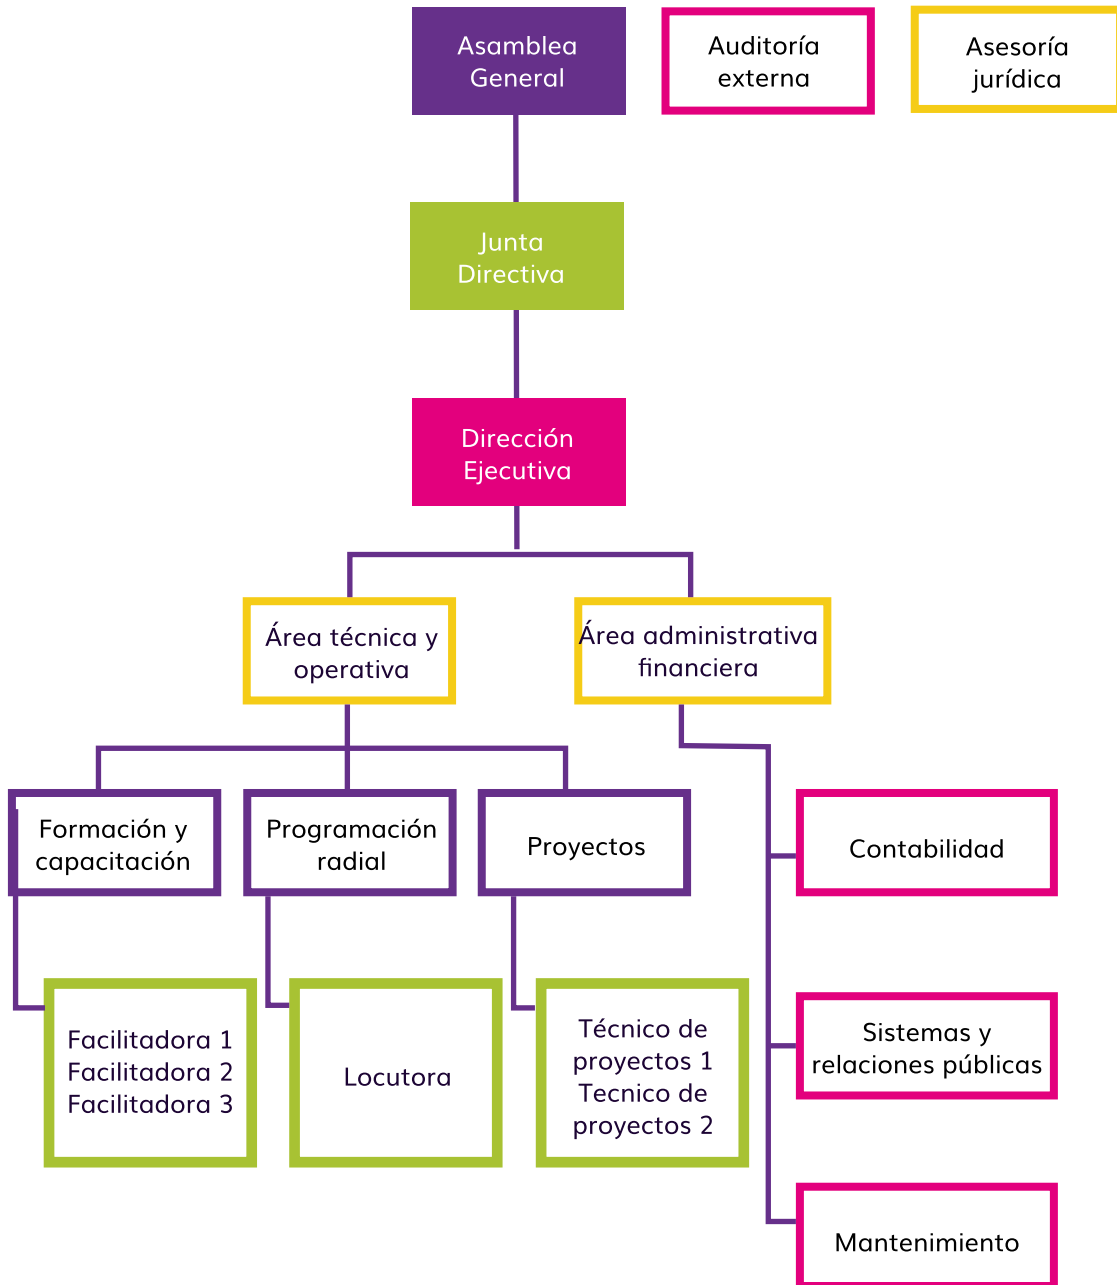 Asamblea
General
Auditoría
externa
Asesoría
jurídica
Junta
Directiva
Dirección
Ejecutiva
Área técnica y
operativa
Área administrativa
financiera
Formación y
capacitación
Programación
radial
Proyectos
Contabilidad
Facilitadora 1
Facilitadora 2
Facilitadora 3
Locutora
Técnico de
proyectos 1
Tecnico de
proyectos 2
Sistemas y
relaciones públicas
Mantenimiento